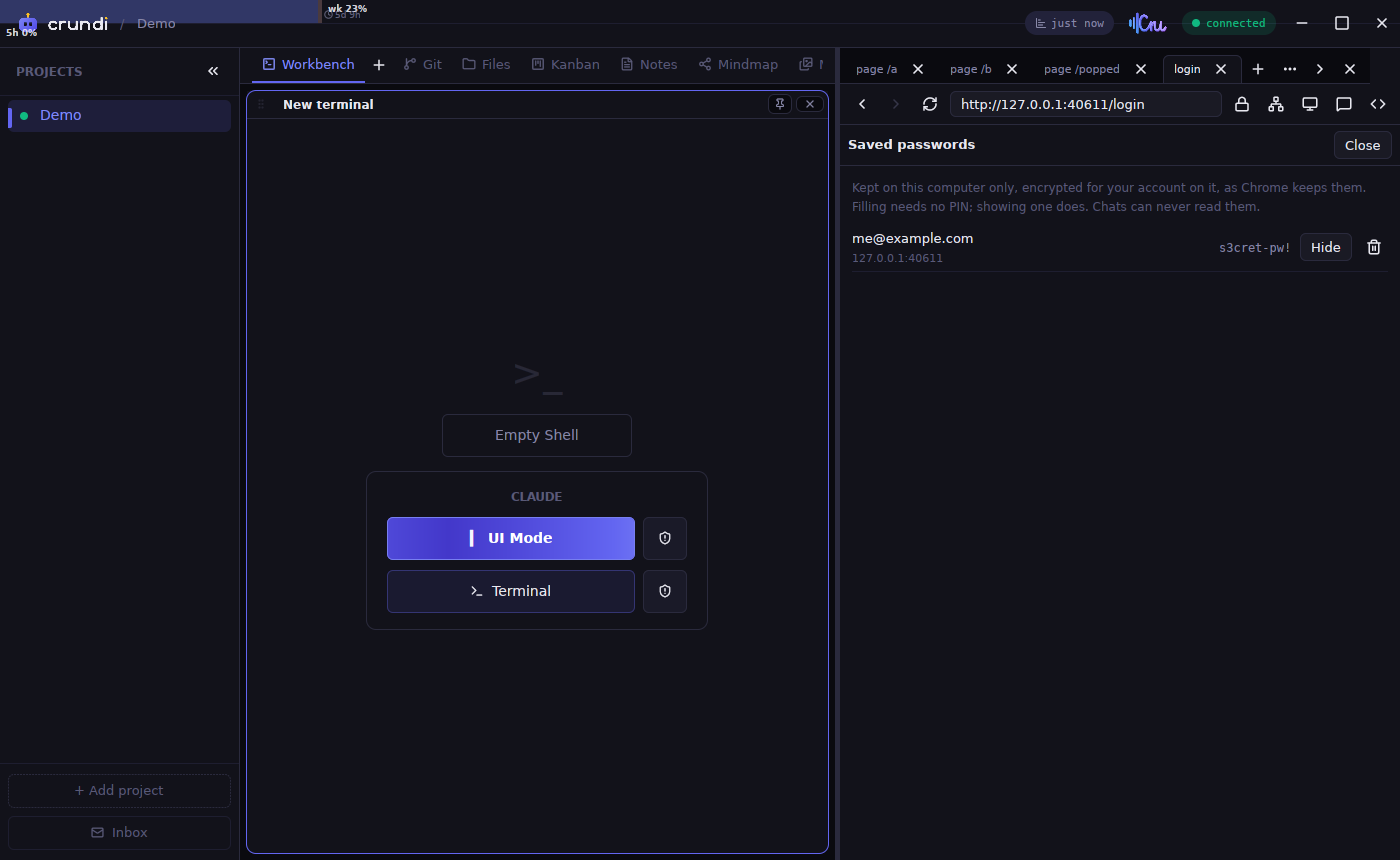 wk 23%
5d 9h
5h 0%
crundi / Demo
just now
connected
PROJECTS
Demo
+ Add project
Inbox
Workbench
Git
Files
Kanban
Notes
Mindmap
New terminal
>_
Empty Shell
CLAUDE
UI Mode
Terminal
page /a
page /b
page /popped
login
http://127.0.0.1:40611/login
Saved passwords
Close
Kept on this computer only, encrypted for your account on it, as Chrome keeps them.
Filling needs no PIN; showing one does. Chats can never read them.
me@example.com
127.0.0.1:40611
s3cret-pw!
Hide